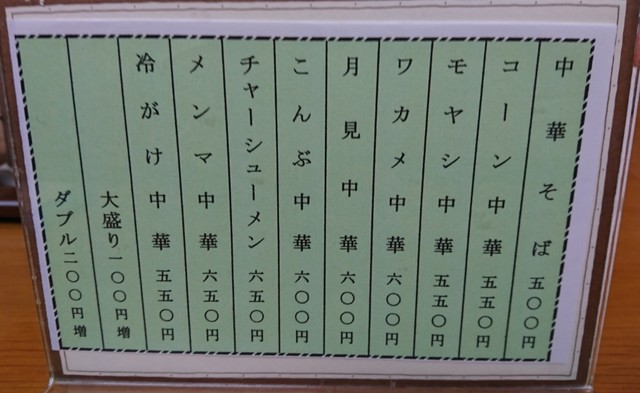 中華そば 五〇〇円
コーン中華 五五〇円
モヤシ中華 五五〇円
ワカメ中華 六〇〇円
月見中華 六〇〇円
こんぶ中華 六〇〇円
チャーシューメン 六五〇円
メンマ中華 六五〇円
冷がけ中華 五五〇円
大盛り一〇〇円増
ダブル二〇〇円増